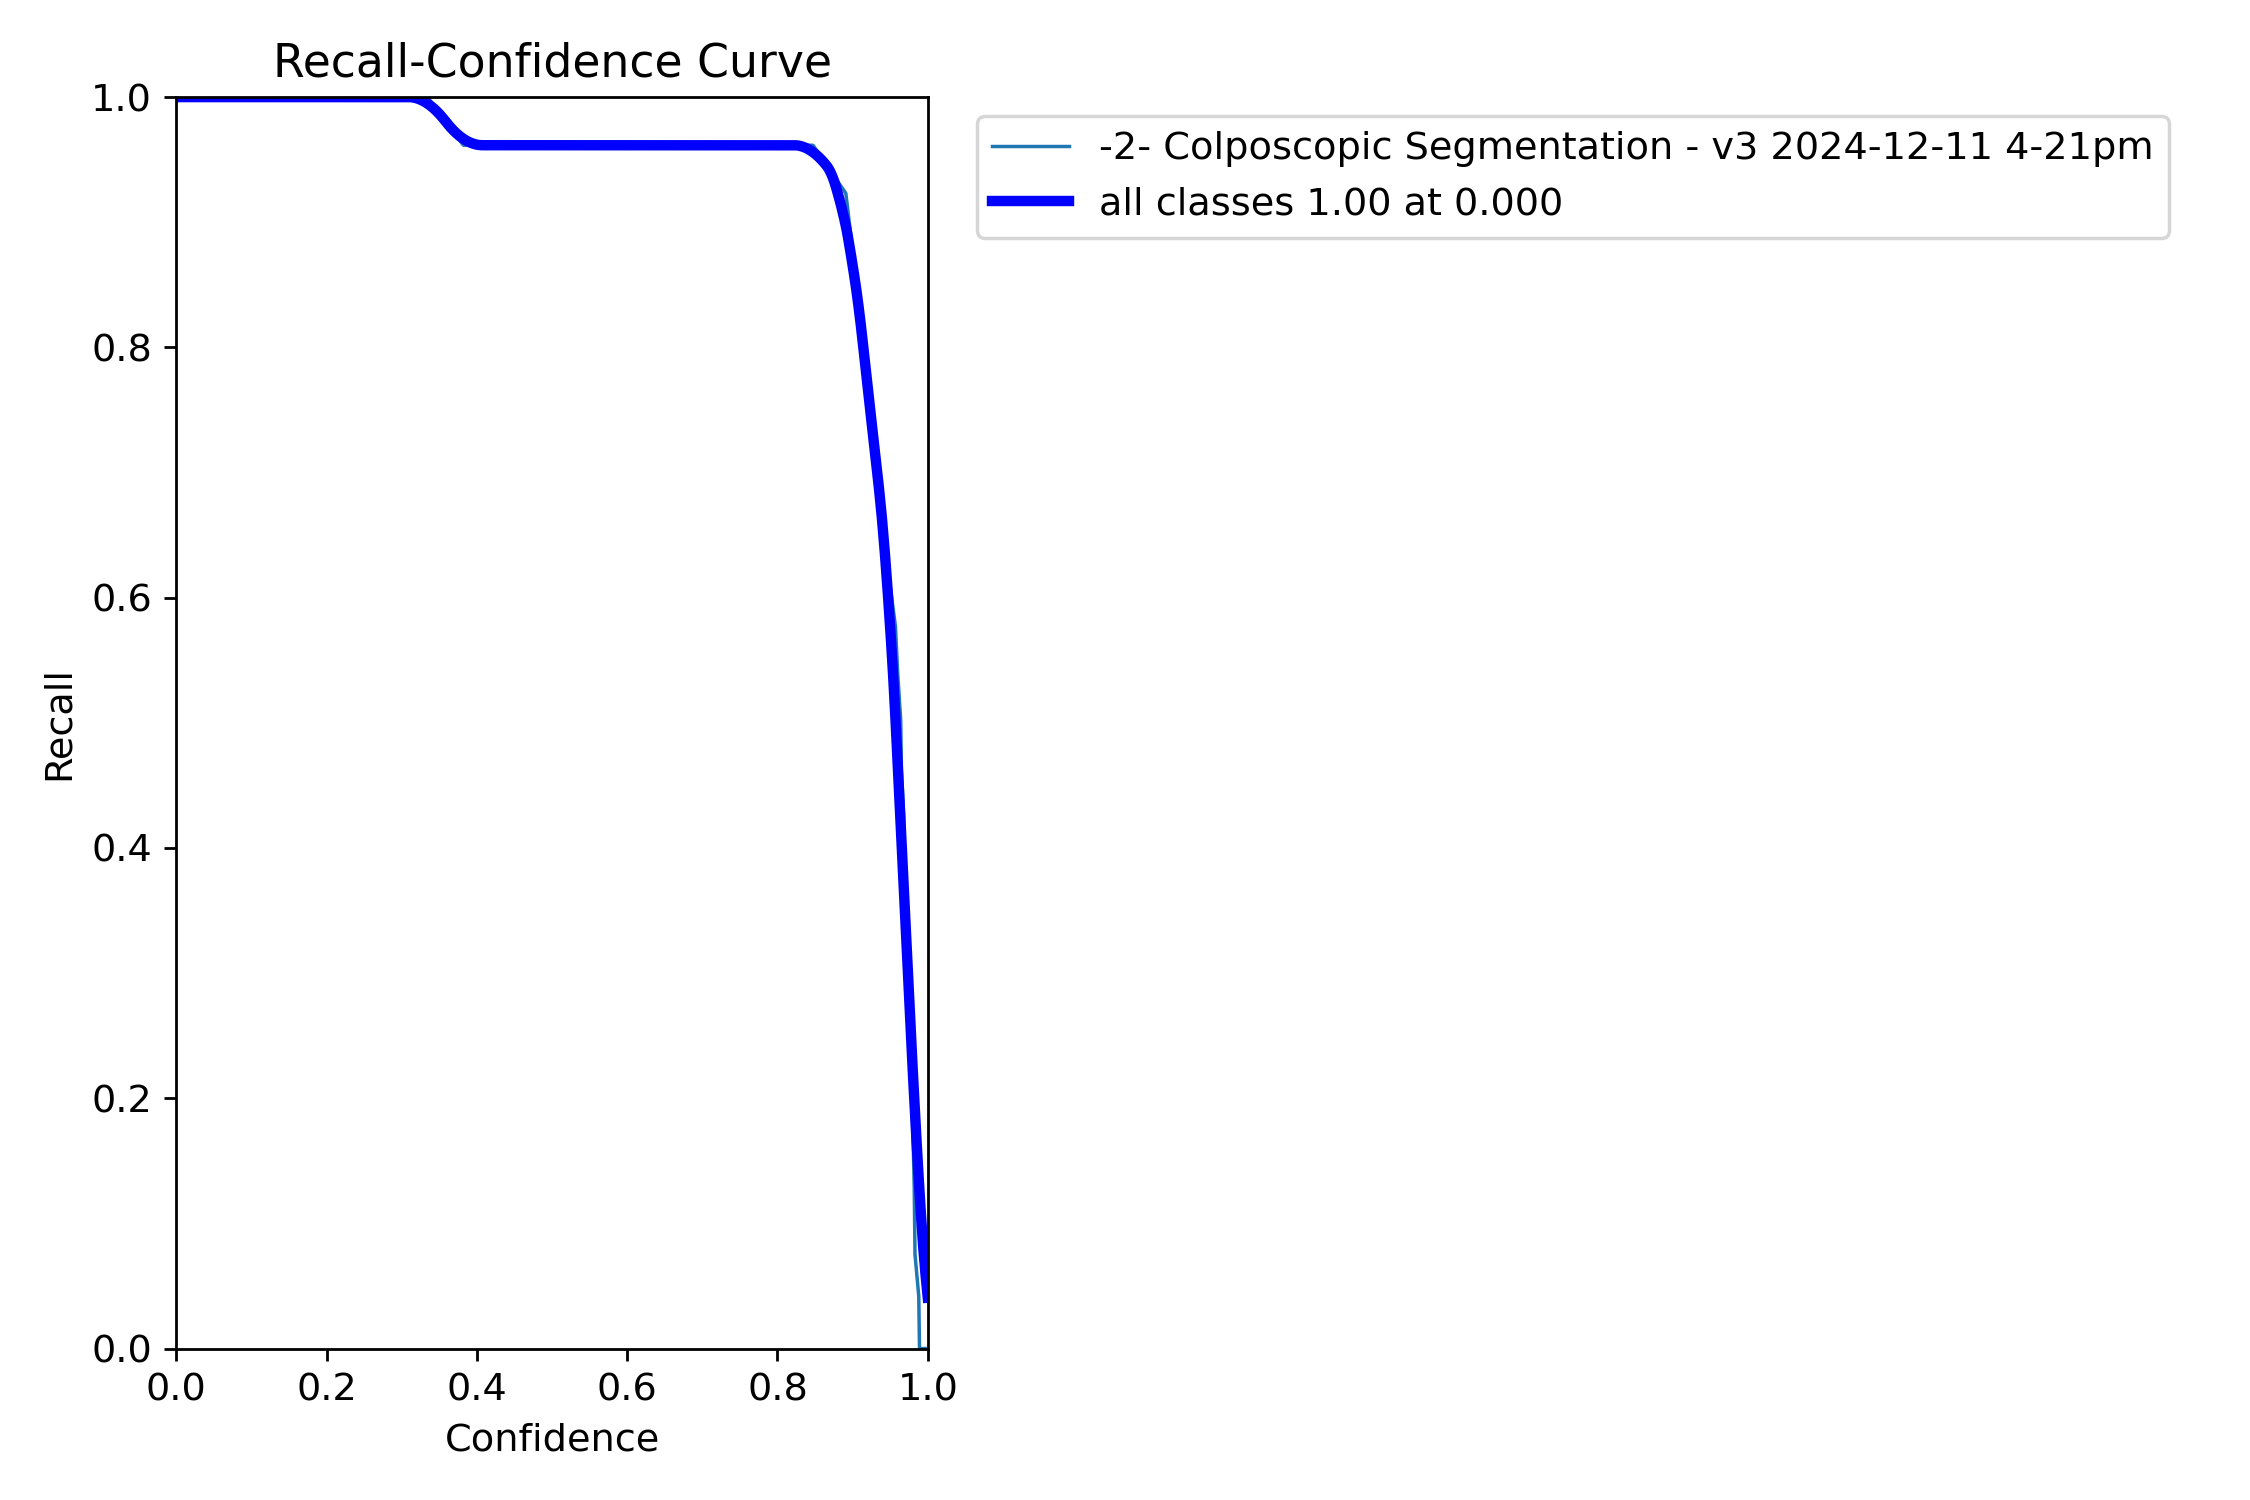 Recall-Confidence Curve
1.0
0.8
0.6
0.4
0.2
0.0
Recall
0.0 0.2 0.4 0.6 0.8 1.0
Confidence
-2- Colposcopic Segmentation - v3 2024-12-11 4-21pm
all classes 1.00 at 0.000